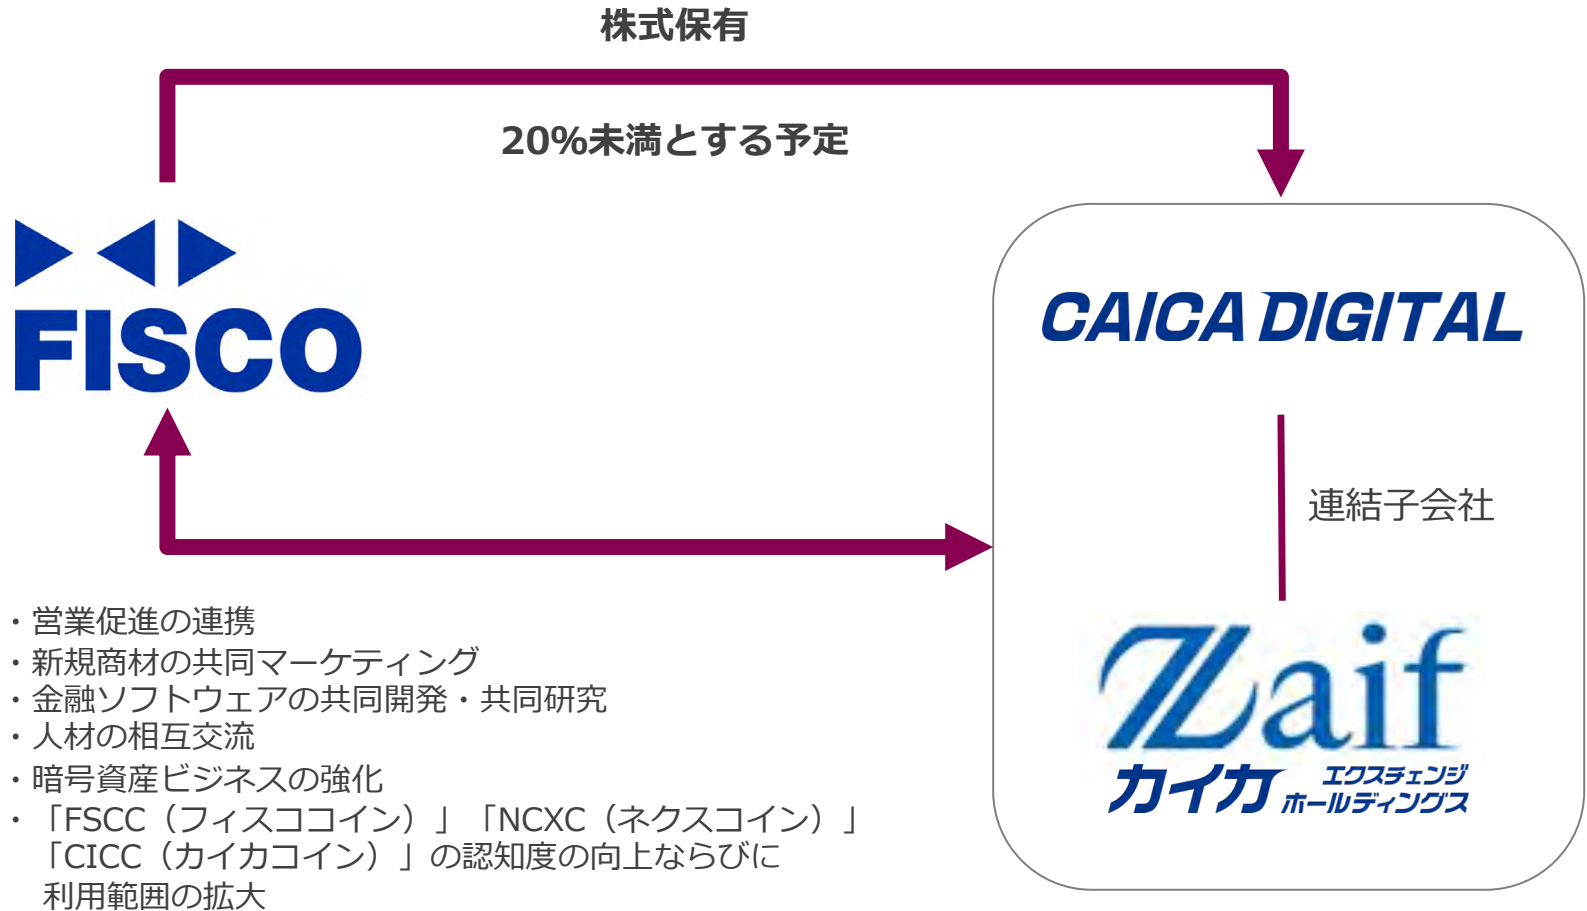 株式保有
20%未満とする予定
FISCO
CAICA DIGITAL
連結子会社
Zaif
カイカ エクスチェンジ
ホールディングス
・営業促進の連携
・新規商材の共同マーケティング
・金融ソフトウェアの共同開発・共同研究
・人材の相互交流
・暗号資産ビジネスの強化
・「FSCC（フィスココイン）」「NCXC（ネクスコイン）」
「CICC（カイカコイン）」の認知度の向上ならびに
利用範囲の拡大